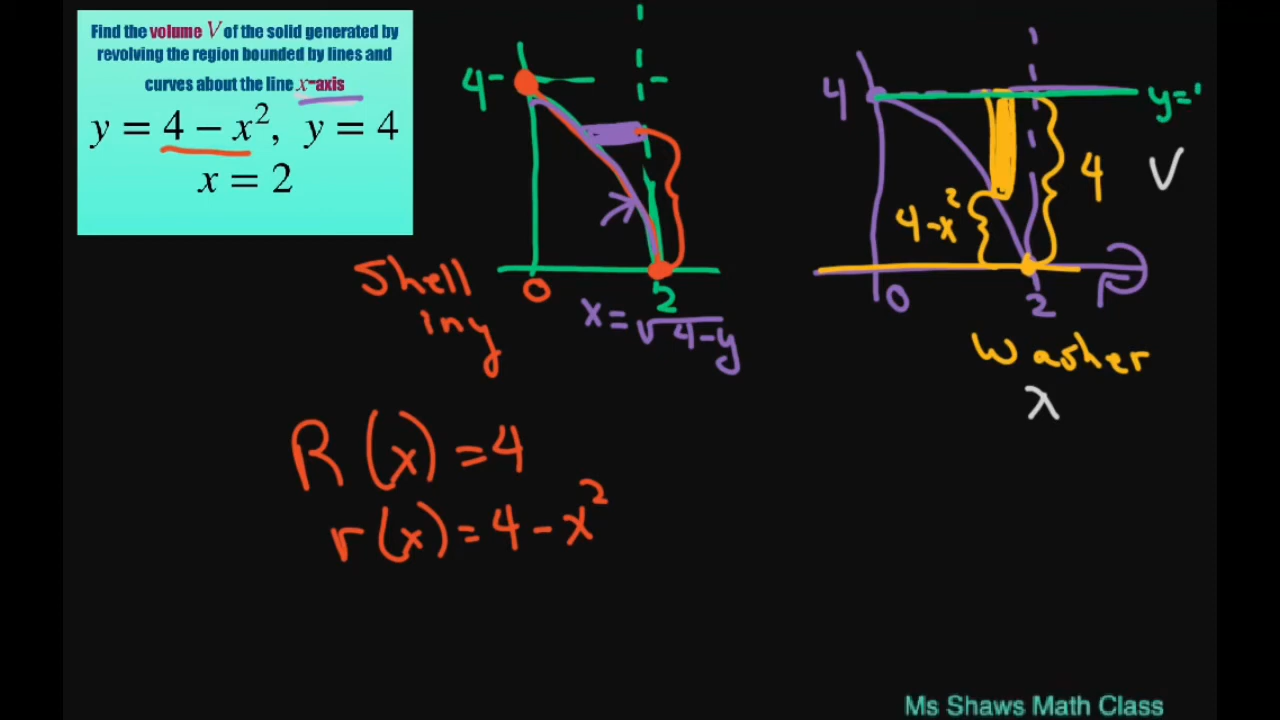 Find the volume V of the solid generated by
revolving the region bounded by lines and
curves about the line x-axis
y = 4 − x², y = 4
x = 2
4
0
2
x = √4-y
Shell
in y
4
y=
4
4-x²
V
0
2
Washer
x
R(x) = 4
r(x) = 4 - x²
Ms Shaws Math Class